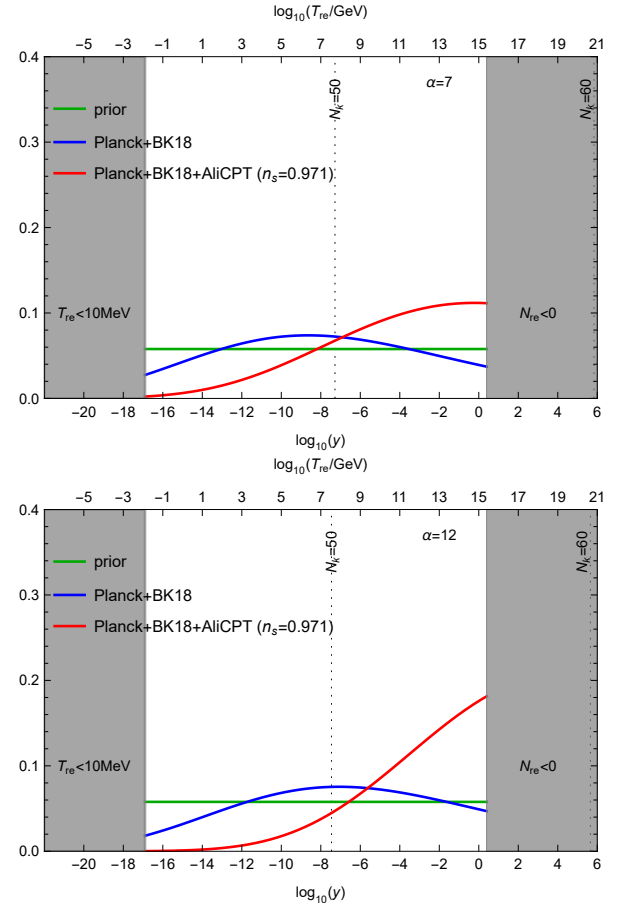 log10(Tre/GeV)
−5 −3 −1 1 3 5 7 9 11 13 15 17 19 21
0.4
α=7
Nk=50
Nk=60
prior
0.3
Planck+BK18
Planck+BK18+AliCPT (ns=0.971)
0.2
0.1
Tre<10MeV
Nre<0
0.0
−20 −18 −16 −14 −12 −10 −8 −6 −4 −2 0 2 4 6
log10(y)
log10(Tre/GeV)
−5 −3 −1 1 3 5 7 9 11 13 15 17 19 21
0.4
α=12
Nk=50
Nk=60
prior
0.3
Planck+BK18
Planck+BK18+AliCPT (ns=0.971)
0.2
0.1
Tre<10MeV
Nre<0
0.0
−20 −18 −16 −14 −12 −10 −8 −6 −4 −2 0 2 4 6
log10(y)